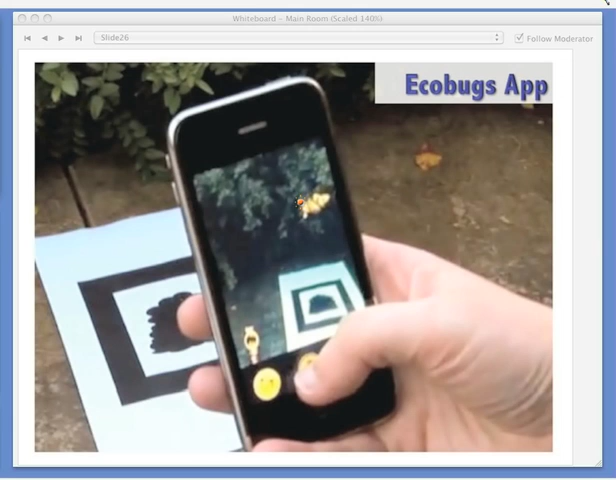 Whiteboard – Main Room (Scaled 140%)
Slide26
Follow Moderator
Ecobugs App